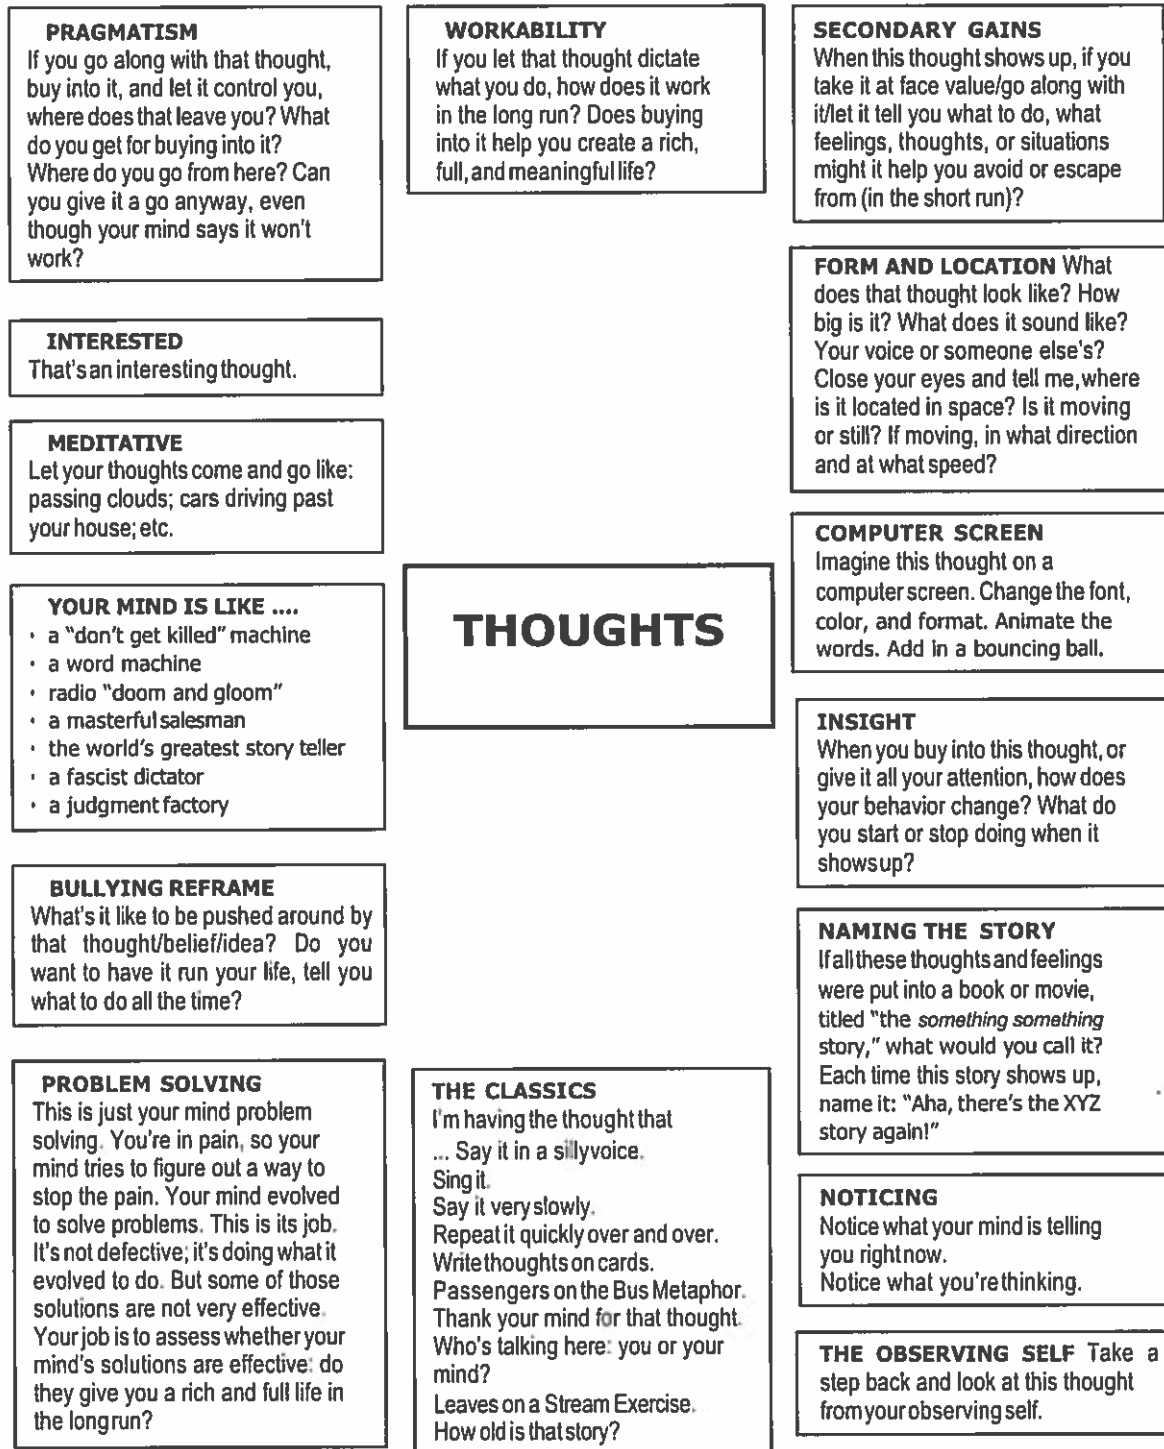 PRAGMATISM
If you go along with that thought,
buy into it, and let it control you,
where does that leave you? What
do you get for buying into it?
Where do you go from here? Can
you give it a go anyway, even
though your mind says it won't
work?
INTERESTED
That's an interesting thought.
MEDITATIVE
Let your thoughts come and go like:
passing clouds; cars driving past
your house; etc.
YOUR MIND IS LIKE ....
• a "don't get killed" machine
• a word machine
• radio "doom and gloom"
• a masterful salesman
• the world's greatest story teller
• a fascist dictator
• a judgment factory
BULLYING REFRAME
What's it like to be pushed around by
that thought/belief/idea? Do you
want to have it run your life, tell you
what to do all the time?
PROBLEM SOLVING
This is just your mind problem
solving. You're in pain, so your
mind tries to figure out a way to
stop the pain. Your mind evolved
to solve problems. This is its job.
It's not defective; it's doing what it
evolved to do. But some of those
solutions are not very effective.
Your job is to assess whether your
mind's solutions are effective: do
they give you a rich and full life in
the long run?
WORKABILITY
If you let that thought dictate
what you do, how does it work
in the long run? Does buying
into it help you create a rich,
full, and meaningful life?
THOUGHTS
THE CLASSICS
I'm having the thought that
... Say it in a silly voice.
Sing it.
Say it very slowly.
Repeat it quickly over and over.
Write thoughts on cards.
Passengers on the Bus Metaphor.
Thank your mind for that thought.
Who's talking here: you or your
mind?
Leaves on a Stream Exercise.
How old is that story?
SECONDARY GAINS
When this thought shows up, if you
take it at face value/go along with
it/let it tell you what to do, what
feelings, thoughts, or situations
might it help you avoid or escape
from (in the short run)?
FORM AND LOCATION What
does that thought look like? How
big is it? What does it sound like?
Your voice or someone else's?
Close your eyes and tell me, where
is it located in space? Is it moving
or still? If moving, in what direction
and at what speed?
COMPUTER SCREEN
Imagine this thought on a
computer screen. Change the font,
color, and format. Animate the
words. Add in a bouncing ball.
INSIGHT
When you buy into this thought, or
give it all your attention, how does
your behavior change? What do
you start or stop doing when it
shows up?
NAMING THE STORY
If all these thoughts and feelings
were put into a book or movie,
titled "the something something
story," what would you call it?
Each time this story shows up,
name it: "Aha, there's the XYZ
story again!"
NOTICING
Notice what your mind is telling
you right now.
Notice what you're thinking.
THE OBSERVING SELF Take a
step back and look at this thought
from your observing self.